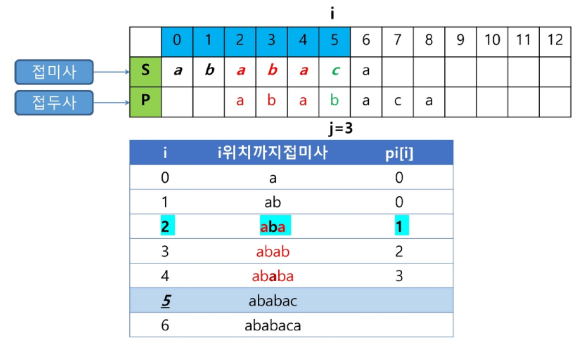 i
0 1 2 3 4 5 6 7 8 9 10 11 12
접미사 S a b a b a c a
접두사 P a b a b a c a
j=3
i i위치까지접미사 pi[i]
0 a 0
1 ab 0
2 aba 1
3 abab 2
4 ababa 3
5 ababac
6 ababaca